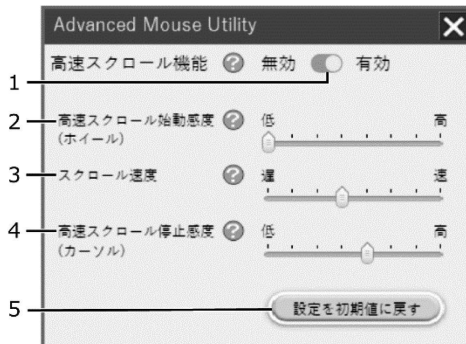 Advanced Mouse Utility
高速スクロール機能 ? 無効 有効
1
2 高速スクロール始動感度 ? 低 高
(ホイール)
3 スクロール速度 ? 遅 速
4 高速スクロール停止感度 ? 低 高
(カーソル)
5 設定を初期値に戻す